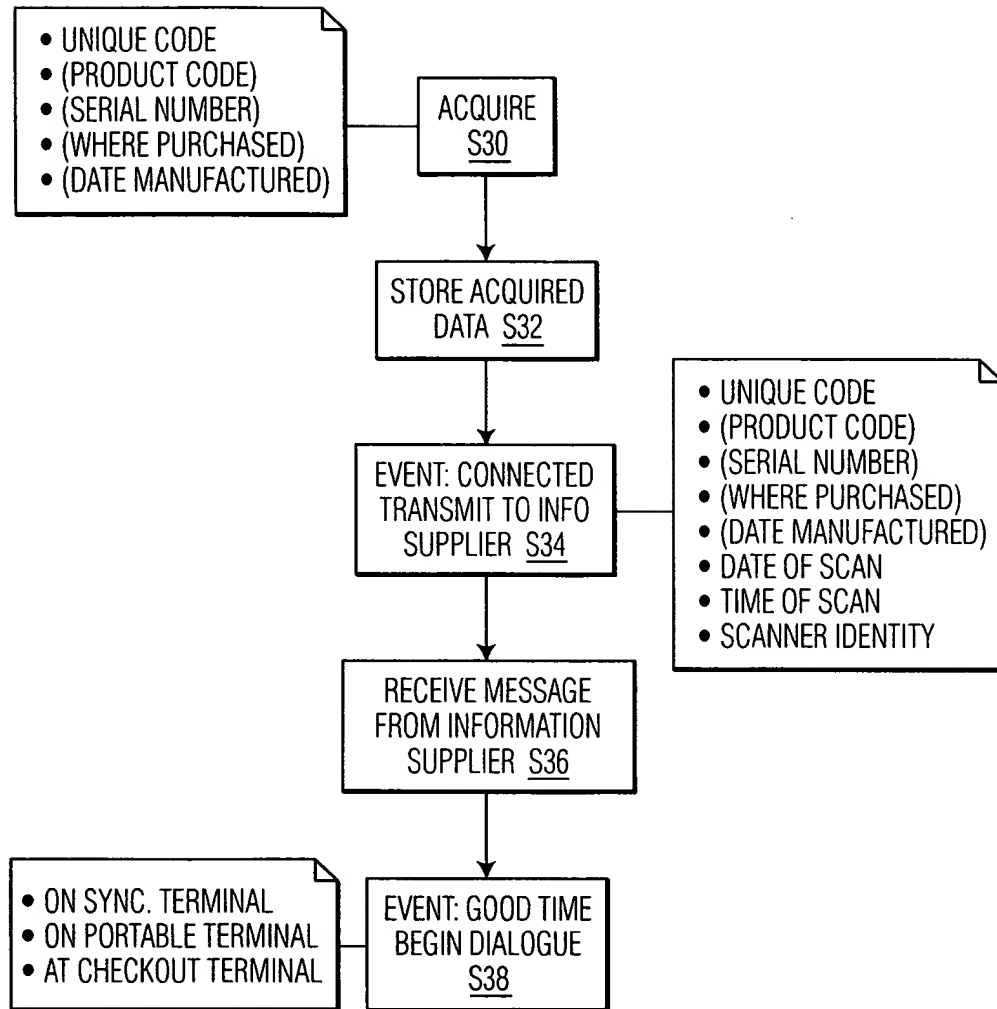 • UNIQUE CODE
• (PRODUCT CODE)
• (SERIAL NUMBER)
• (WHERE PURCHASED)
• (DATE MANUFACTURED)
ACQUIRE
S30
STORE ACQUIRED
DATA S32
EVENT: CONNECTED
TRANSMIT TO INFO
SUPPLIER S34
• UNIQUE CODE
• (PRODUCT CODE)
• (SERIAL NUMBER)
• (WHERE PURCHASED)
• (DATE MANUFACTURED)
• DATE OF SCAN
• TIME OF SCAN
• SCANNER IDENTITY
RECEIVE MESSAGE
FROM INFORMATION
SUPPLIER S36
• ON SYNC. TERMINAL
• ON PORTABLE TERMINAL
• AT CHECKOUT TERMINAL
EVENT: GOOD TIME
BEGIN DIALOGUE
S38